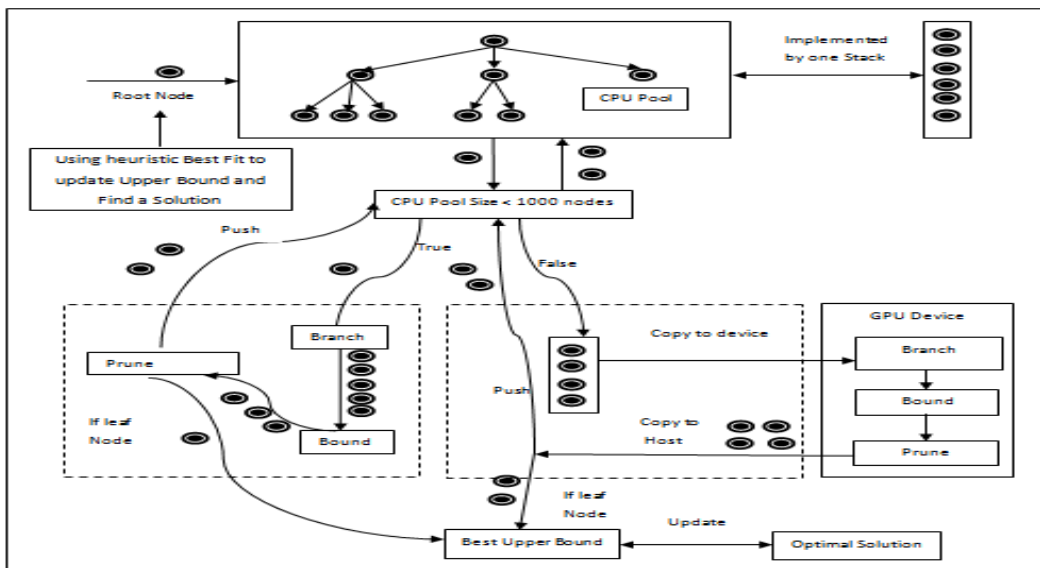 Implemented
by one Stack
Root Node
CPU Pool
Using heuristic Best Fit to
update Upper Bound and
Find a Solution
CPU Pool Size < 1000 nodes
Push
True
False
Branch
Prune
Bound
If leaf
Node
Copy to device
GPU Device
Branch
Bound
Prune
Push
Copy to
Host
If leaf
Node
Best Upper Bound
Update
Optimal Solution